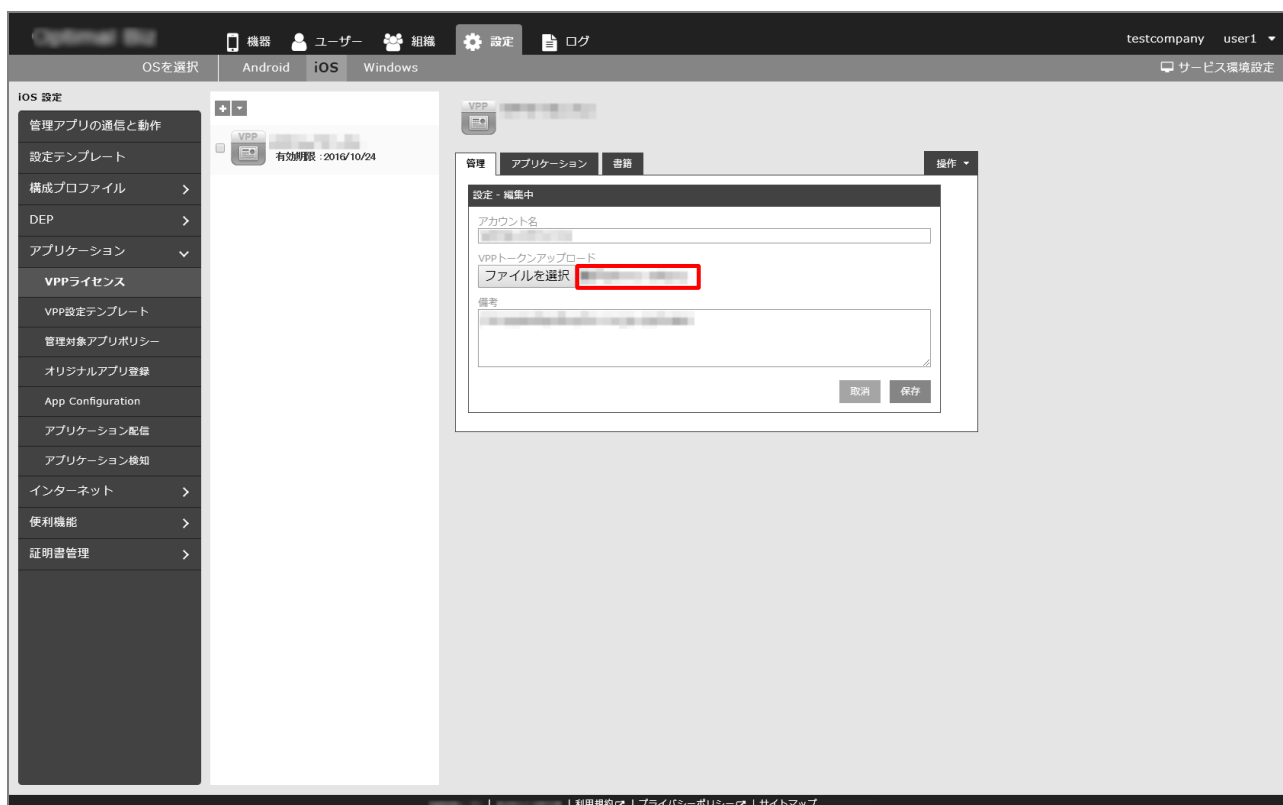 機器 ユーザー 組織 設定 ログ testcompany user1
OSを選択 Android iOS Windows サービス環境設定
iOS 設定
管理アプリの通信と動作
設定テンプレート
構成プロファイル
DEP
アプリケーション
VPPライセンス
VPP設定テンプレート
管理対象アプリポリシー
オリジナルアプリ登録
App Configuration
アプリケーション配信
アプリケーション検知
インターネット
便利機能
証明書管理
VPP
有効期限 : 2016/10/24
VPP
管理 アプリケーション 書籍 操作
設定 - 編集中
アカウント名
VPPトークンアップロード
ファイルを選択
備考
取消 保存
| | 利用規約 | プライバシーポリシー | サイトマップ